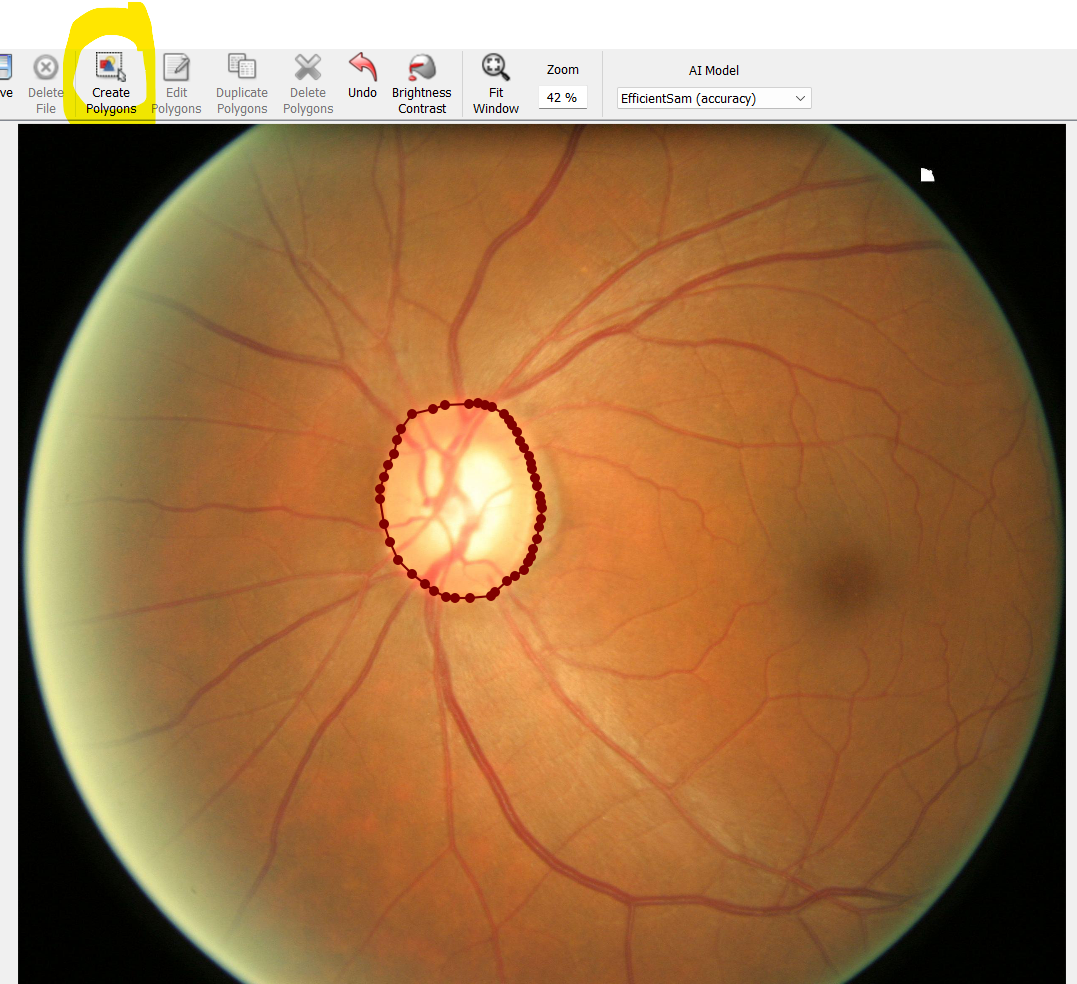 ve
Delete
File
Create
Polygons
Edit
Polygons
Duplicate
Polygons
Delete
Polygons
Undo
Brightness
Contrast
Fit
Window
Zoom
42 %
AI Model
EfficientSam (accuracy)